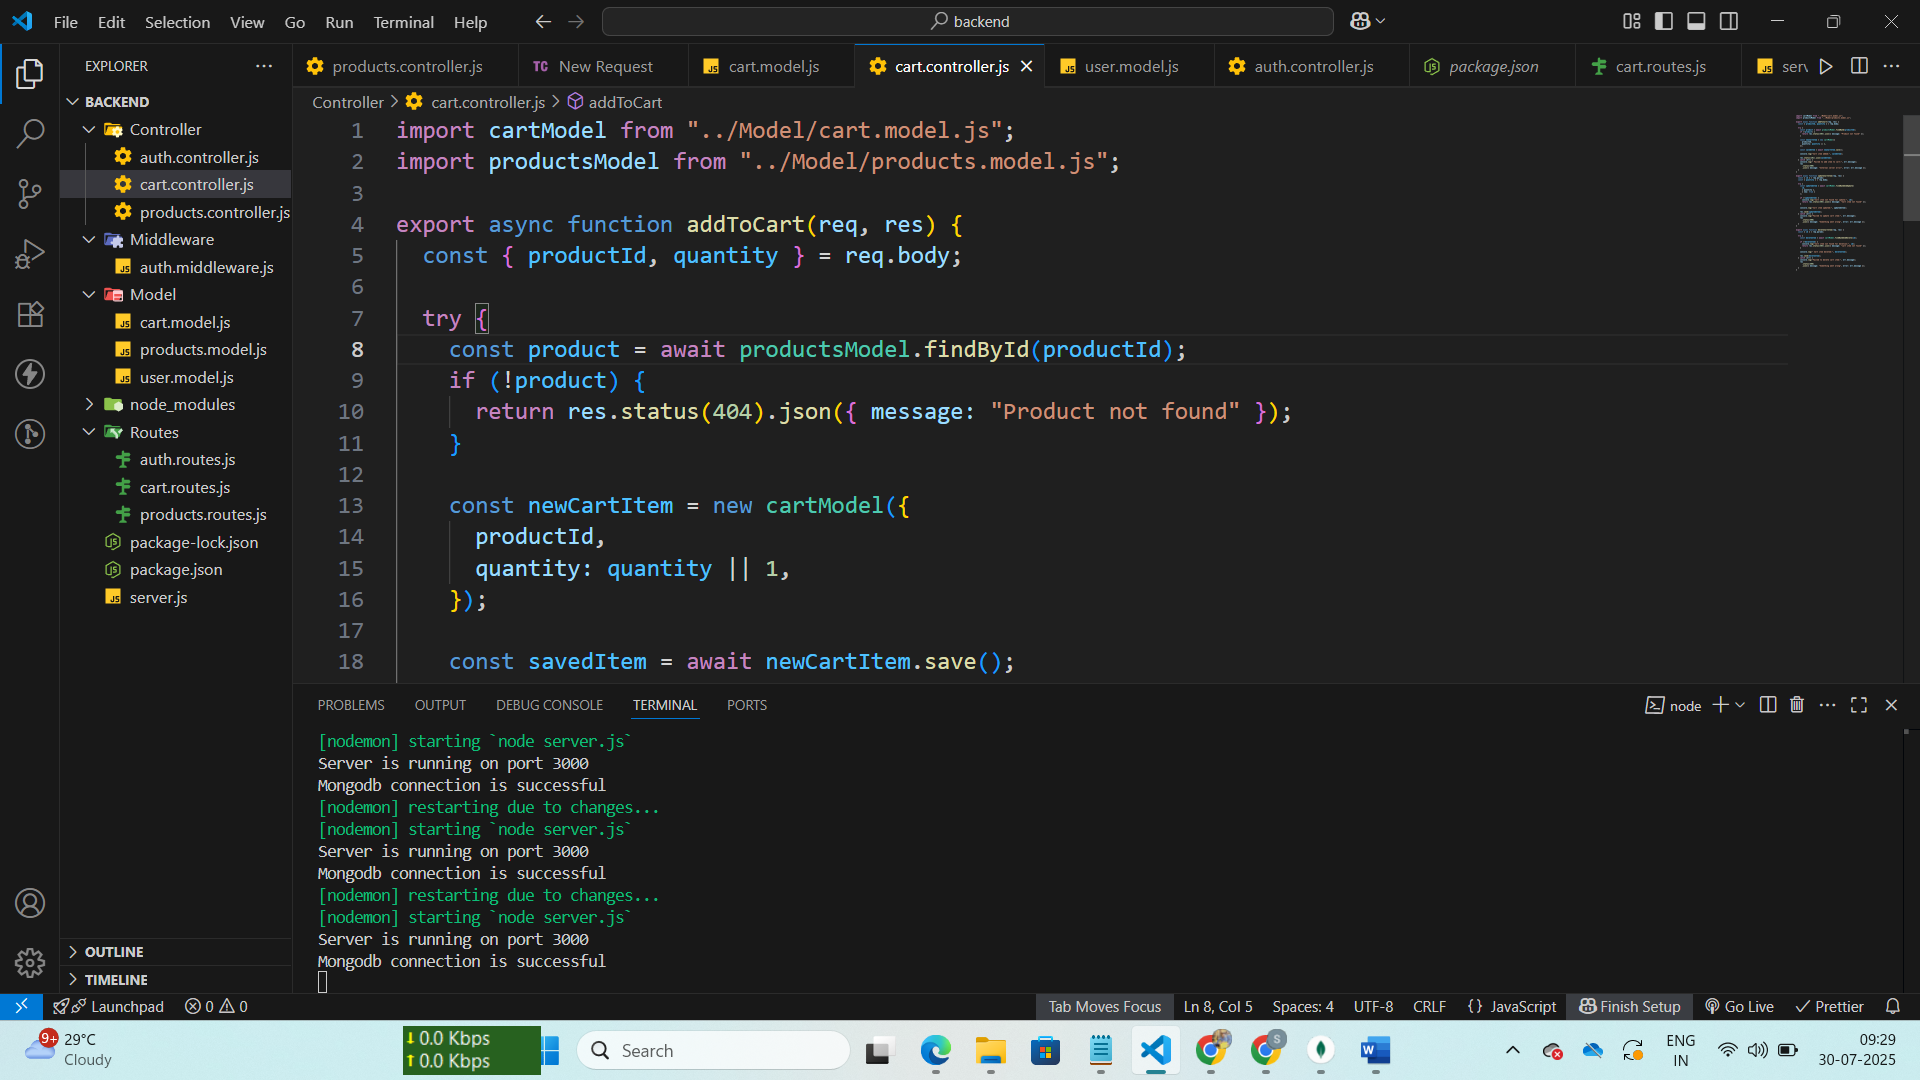 File Edit Selection View Go Run Terminal Help
backend
EXPLORER
products.controller.js
TC New Request
JS cart.model.js
cart.controller.js
JS user.model.js
auth.controller.js
package.json
cart.routes.js
JS serv
BACKEND
Controller
auth.controller.js
cart.controller.js
products.controller.js
Middleware
JS auth.middleware.js
Model
JS cart.model.js
JS products.model.js
JS user.model.js
node_modules
Routes
auth.routes.js
cart.routes.js
products.routes.js
package-lock.json
package.json
JS server.js
OUTLINE
TIMELINE
Controller > cart.controller.js > addToCart
1 import cartModel from "../Model/cart.model.js";
2 import productsModel from "../Model/products.model.js";
3
4 export async function addToCart(req, res) {
5 const { productId, quantity } = req.body;
6
7 try {
8 const product = await productsModel.findById(productId);
9 if (!product) {
10 return res.status(404).json({ message: "Product not found" });
11 }
12
13 const newCartItem = new cartModel({
14 productId,
15 quantity: quantity || 1,
16 });
17
18 const savedItem = await newCartItem.save();
PROBLEMS OUTPUT DEBUG CONSOLE TERMINAL PORTS
node
[nodemon] starting `node server.js`
Server is running on port 3000
Mongodb connection is successful
[nodemon] restarting due to changes...
[nodemon] starting `node server.js`
Server is running on port 3000
Mongodb connection is successful
[nodemon] restarting due to changes...
[nodemon] starting `node server.js`
Server is running on port 3000
Mongodb connection is successful
Launchpad 0 0 Tab Moves Focus Ln 8, Col 5 Spaces: 4 UTF-8 CRLF {} JavaScript Finish Setup Go Live Prettier
9+
29°C
Cloudy
↓ 0.0 Kbps
↑ 0.0 Kbps
Search
S
W
ENG
IN
09:29
30-07-2025